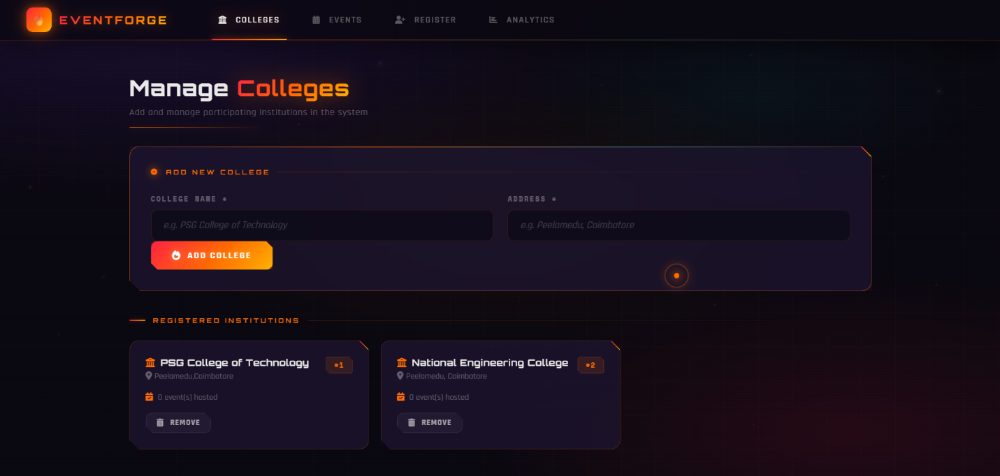 EVENTFORGE
COLLEGES
EVENTS
REGISTER
ANALYTICS
Manage Colleges
Add and manage participating institutions in the system
ADD NEW COLLEGE
COLLEGE NAME *
ADDRESS *
e.g. PSG College of Technology
e.g. Peelamedu, Coimbatore
ADD COLLEGE
REGISTERED INSTITUTIONS
PSG College of Technology
#1
Peelamedu,Coimbatore
0 event(s) hosted
REMOVE
National Engineering College
#2
Peelamedu, Coimbatore
0 event(s) hosted
REMOVE